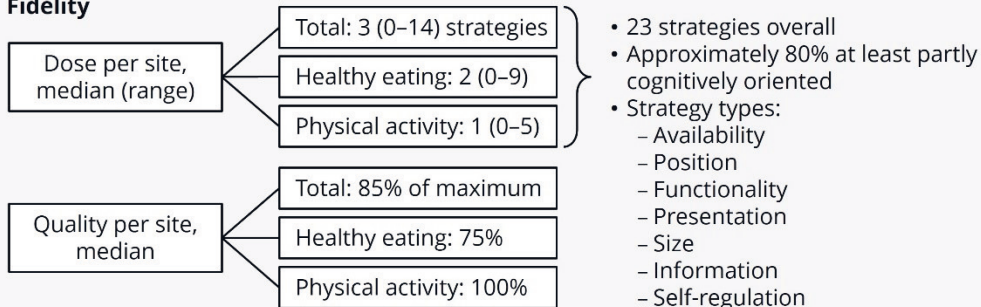 Fidelity
Dose per site,
median (range)
Total: 3 (0–14) strategies
Healthy eating: 2 (0–9)
Physical activity: 1 (0–5)
• 23 strategies overall
• Approximately 80% at least partly
cognitively oriented
• Strategy types:
– Availability
– Position
– Functionality
– Presentation
– Size
– Information
– Self-regulation
Quality per site,
median
Total: 85% of maximum
Healthy eating: 75%
Physical activity: 100%